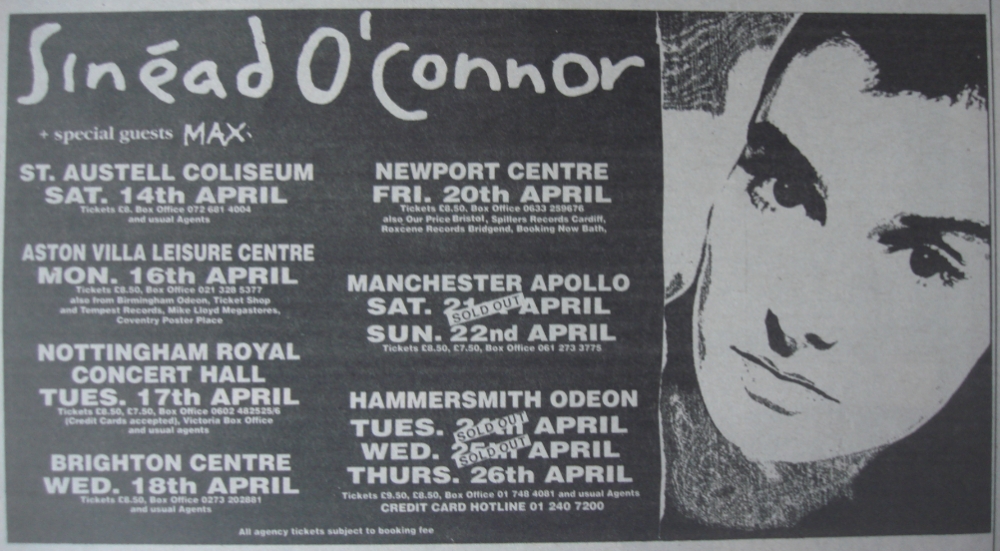 Sinéad O'Connor
+ special guests MAX.
ST. AUSTELL COLISEUM
SAT. 14th APRIL
Tickets £8. Box Office 072 681 4004
and usual Agents
ASTON VILLA LEISURE CENTRE
MON. 16th APRIL
Tickets £8.50, Box Office 021 328 5377
also from Birmingham Odeon, Ticket Shop
and Tempest Records, Mike Lloyd Megastores,
Coventry Poster Place
NOTTINGHAM ROYAL
CONCERT HALL
TUES. 17th APRIL
Tickets £8.50, £7.50, Box Office 0602 482525/6
(Credit Cards accepted), Victoria Box Office
and usual agents
BRIGHTON CENTRE
WED. 18th APRIL
Tickets £8.50, Box Office 0273 202881
and usual Agents
NEWPORT CENTRE
FRI. 20th APRIL
Tickets £8.50, Box Office 0633 259676
also Our Price Bristol, Spillers Records Cardiff,
Roxcene Records Bridgend, Booking Now Bath,
MANCHESTER APOLLO
SAT. 21 APRIL
SOLD OUT
SUN. 22nd APRIL
Tickets £8.50, £7.50, Box Office 061 273 3775
HAMMERSMITH ODEON
TUES. 24th APRIL
SOLD OUT
WED. 25th APRIL
SOLD OUT
THURS. 26th APRIL
Tickets £9.50, £8.50, Box Office 01 748 4081 and usual Agents
CREDIT CARD HOTLINE 01 240 7200
All agency tickets subject to booking fee